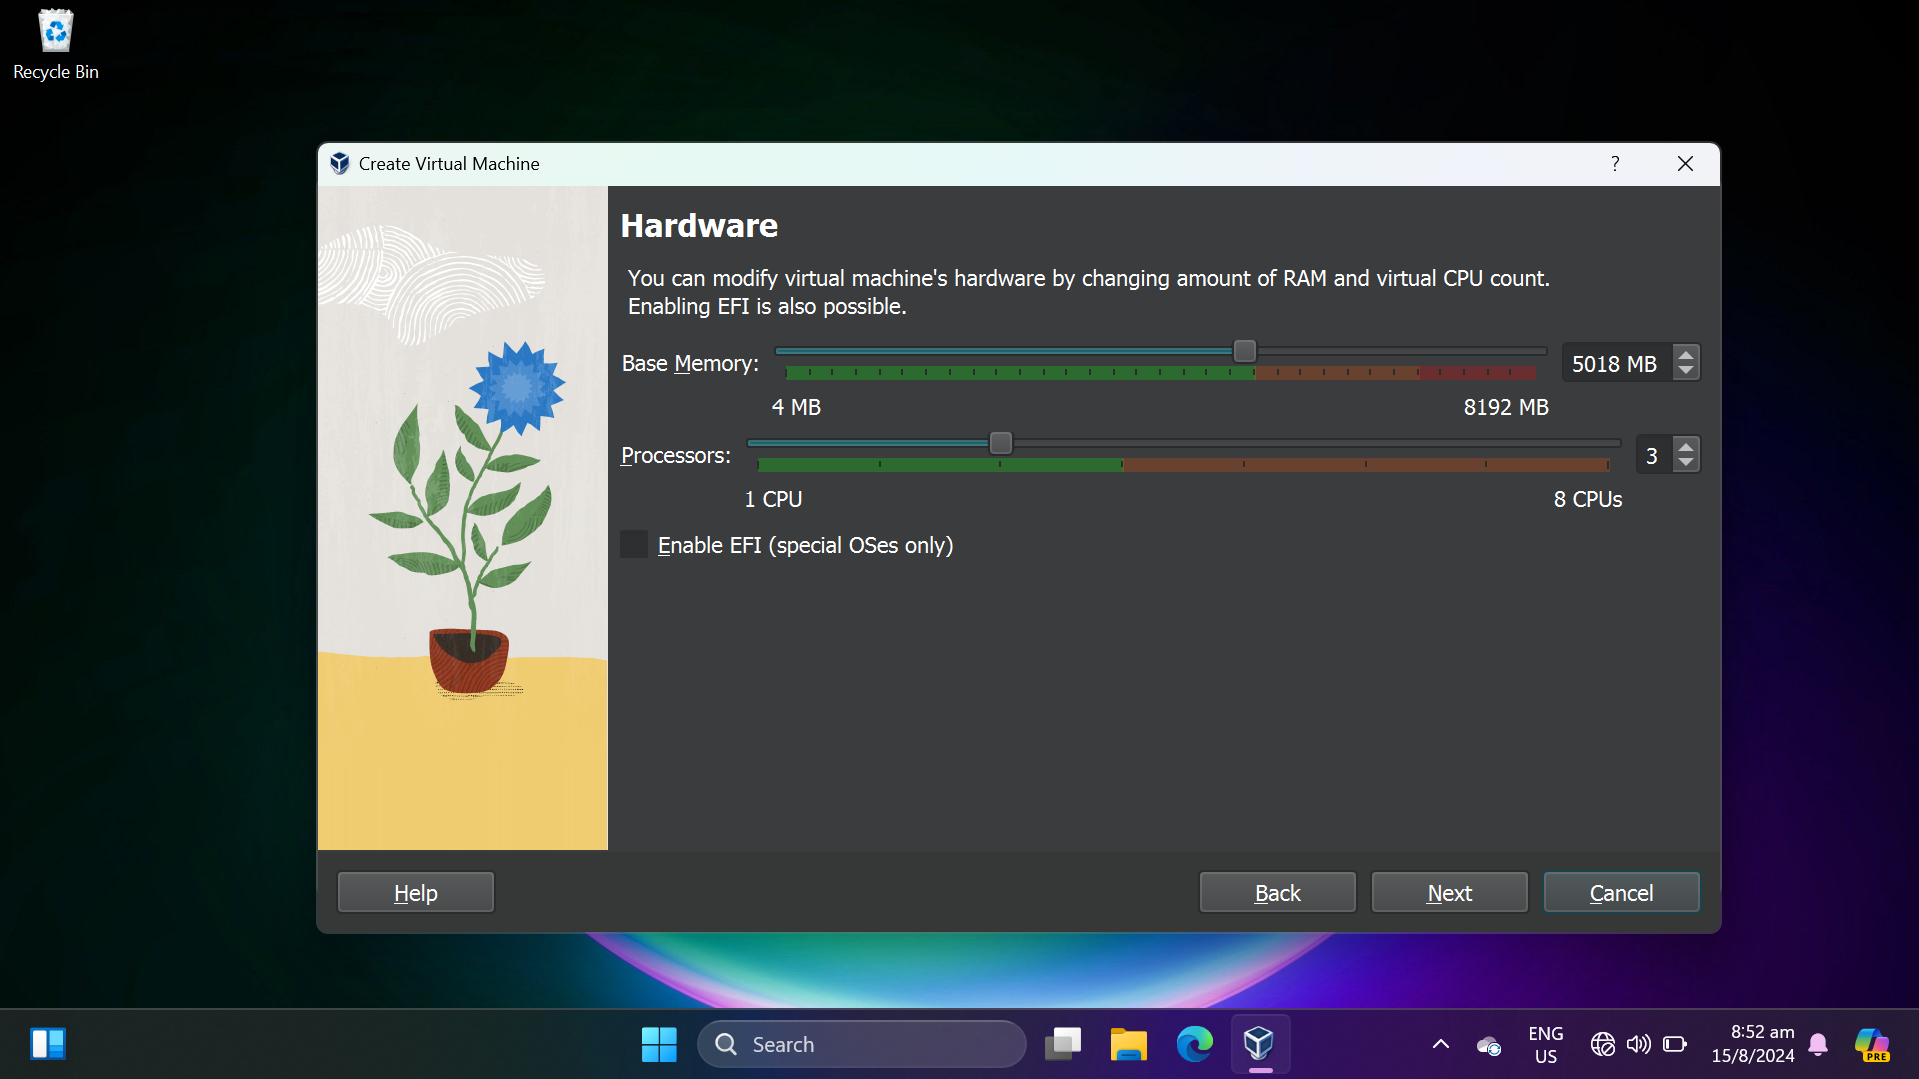 Recycle Bin
Create Virtual Machine
?
Hardware
You can modify virtual machine's hardware by changing amount of RAM and virtual CPU count.
Enabling EFI is also possible.
Base Memory:
5018 MB
4 MB
8192 MB
Processors:
3
1 CPU
8 CPUs
Enable EFI (special OSes only)
Help
Back
Next
Cancel
Search
ENG
US
8:52 am
15/8/2024
PRE